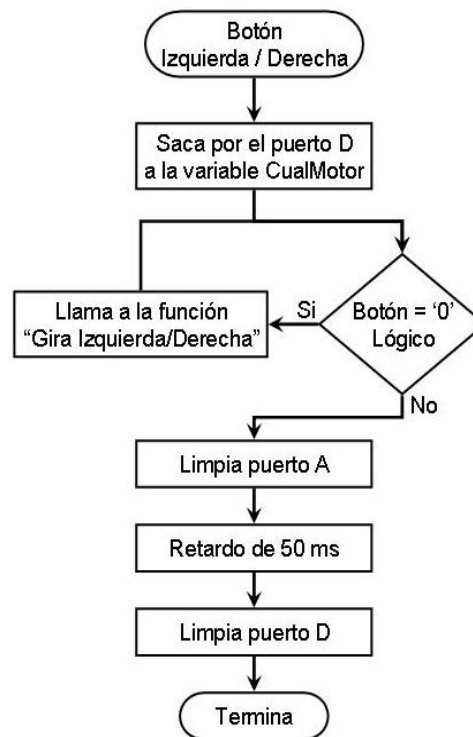 Botón
Izquierda / Derecha
Saca por el puerto D
a la variable CualMotor
Llama a la función
“Gira Izquierda/Derecha”
Si
Botón = ‘0’
Lógico
No
Limpia puerto A
Retardo de 50 ms
Limpia puerto D
Termina